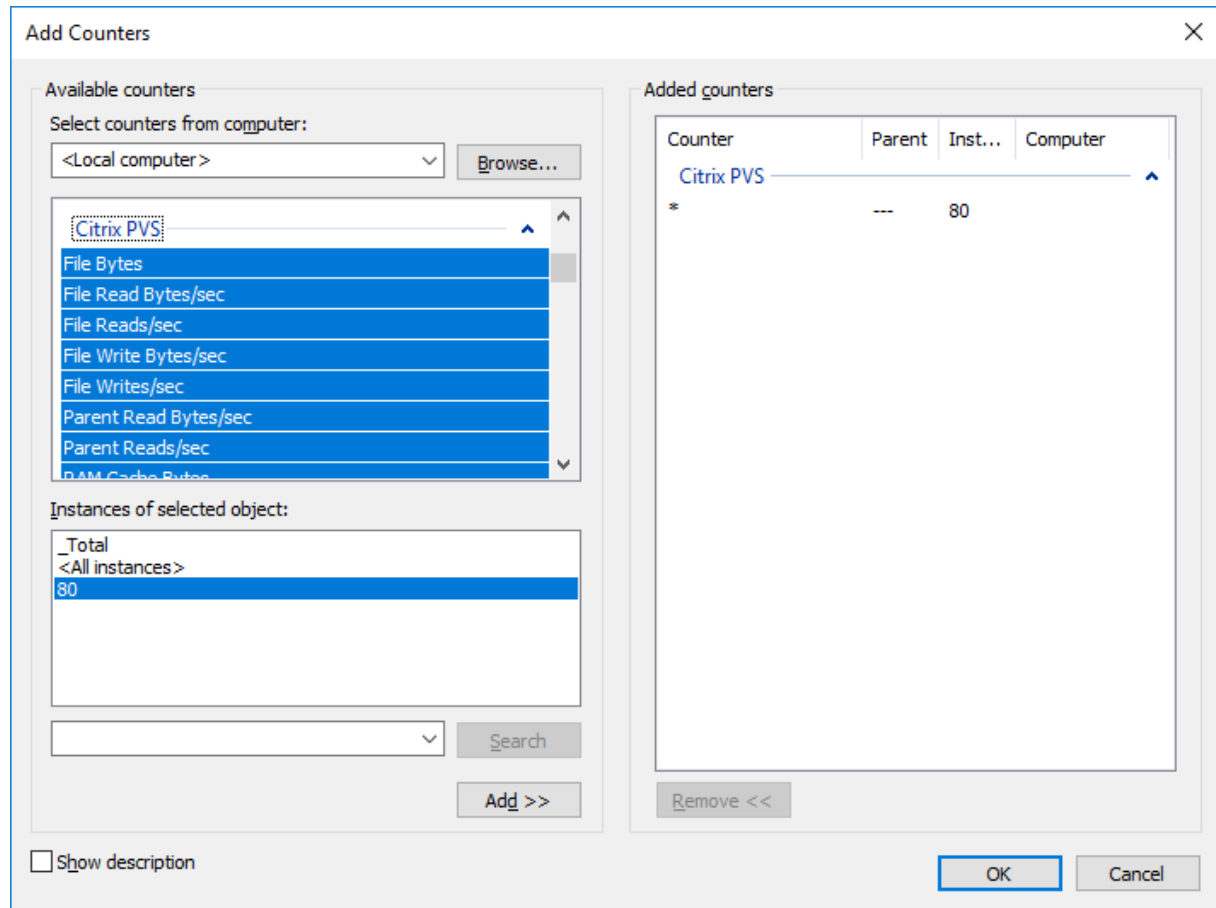 Add Counters
Available counters
Select counters from computer:
<Local computer>
Browse...
Citrix PVS
File Bytes
File Read Bytes/sec
File Reads/sec
File Write Bytes/sec
File Writes/sec
Parent Read Bytes/sec
Parent Reads/sec
RAM Cache Bytes
Instances of selected object:
_Total
<All instances>
80
Search
Add >>
Show description
Added counters
Counter Parent Inst... Computer
Citrix PVS
* --- 80
Remove <<
OK Cancel